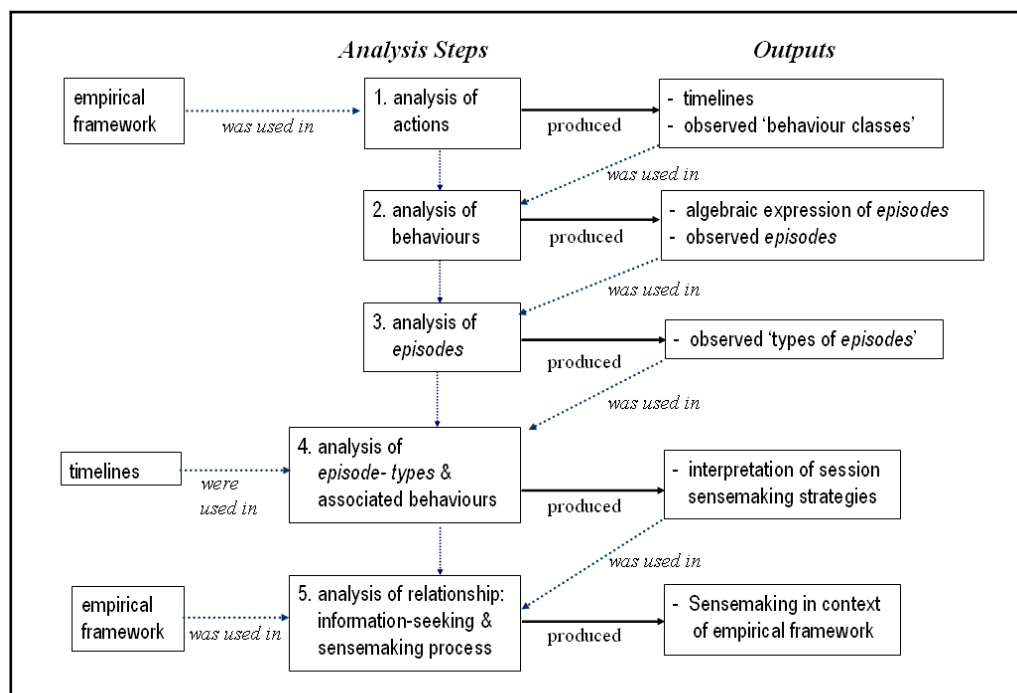 Analysis Steps
Outputs
empirical
framework
was used in
1. analysis of
actions
produced
- timelines
- observed ‘behaviour classes’
was used in
2. analysis of
behaviours
produced
- algebraic expression of episodes
- observed episodes
was used in
3. analysis of
episodes
produced
- observed ‘types of episodes’
was used in
timelines
were
used in
4. analysis of
episode- types &
associated behaviours
produced
- interpretation of session
sensemaking strategies
was used in
empirical
framework
was used in
5. analysis of relationship:
information-seeking &
sensemaking process
produced
- Sensemaking in context
of empirical framework